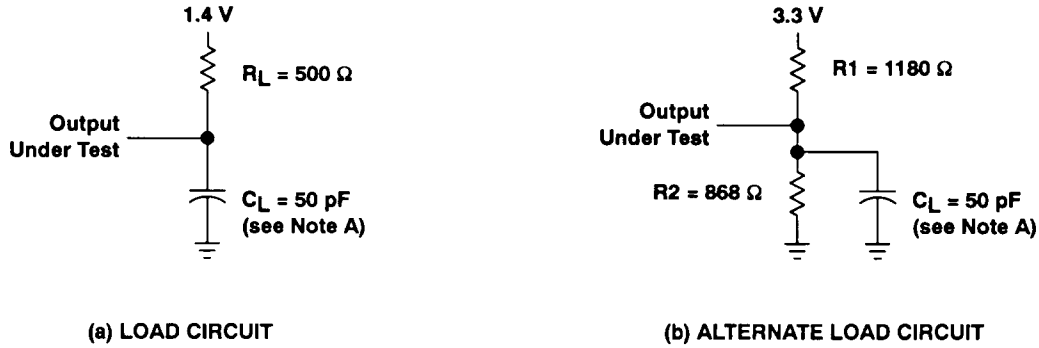 1.4 V
R_L = 500 Ω
Output
Under Test
C_L = 50 pF
(see Note A)
(a) LOAD CIRCUIT
3.3 V
R1 = 1180 Ω
Output
Under Test
R2 = 868 Ω
C_L = 50 pF
(see Note A)
(b) ALTERNATE LOAD CIRCUIT